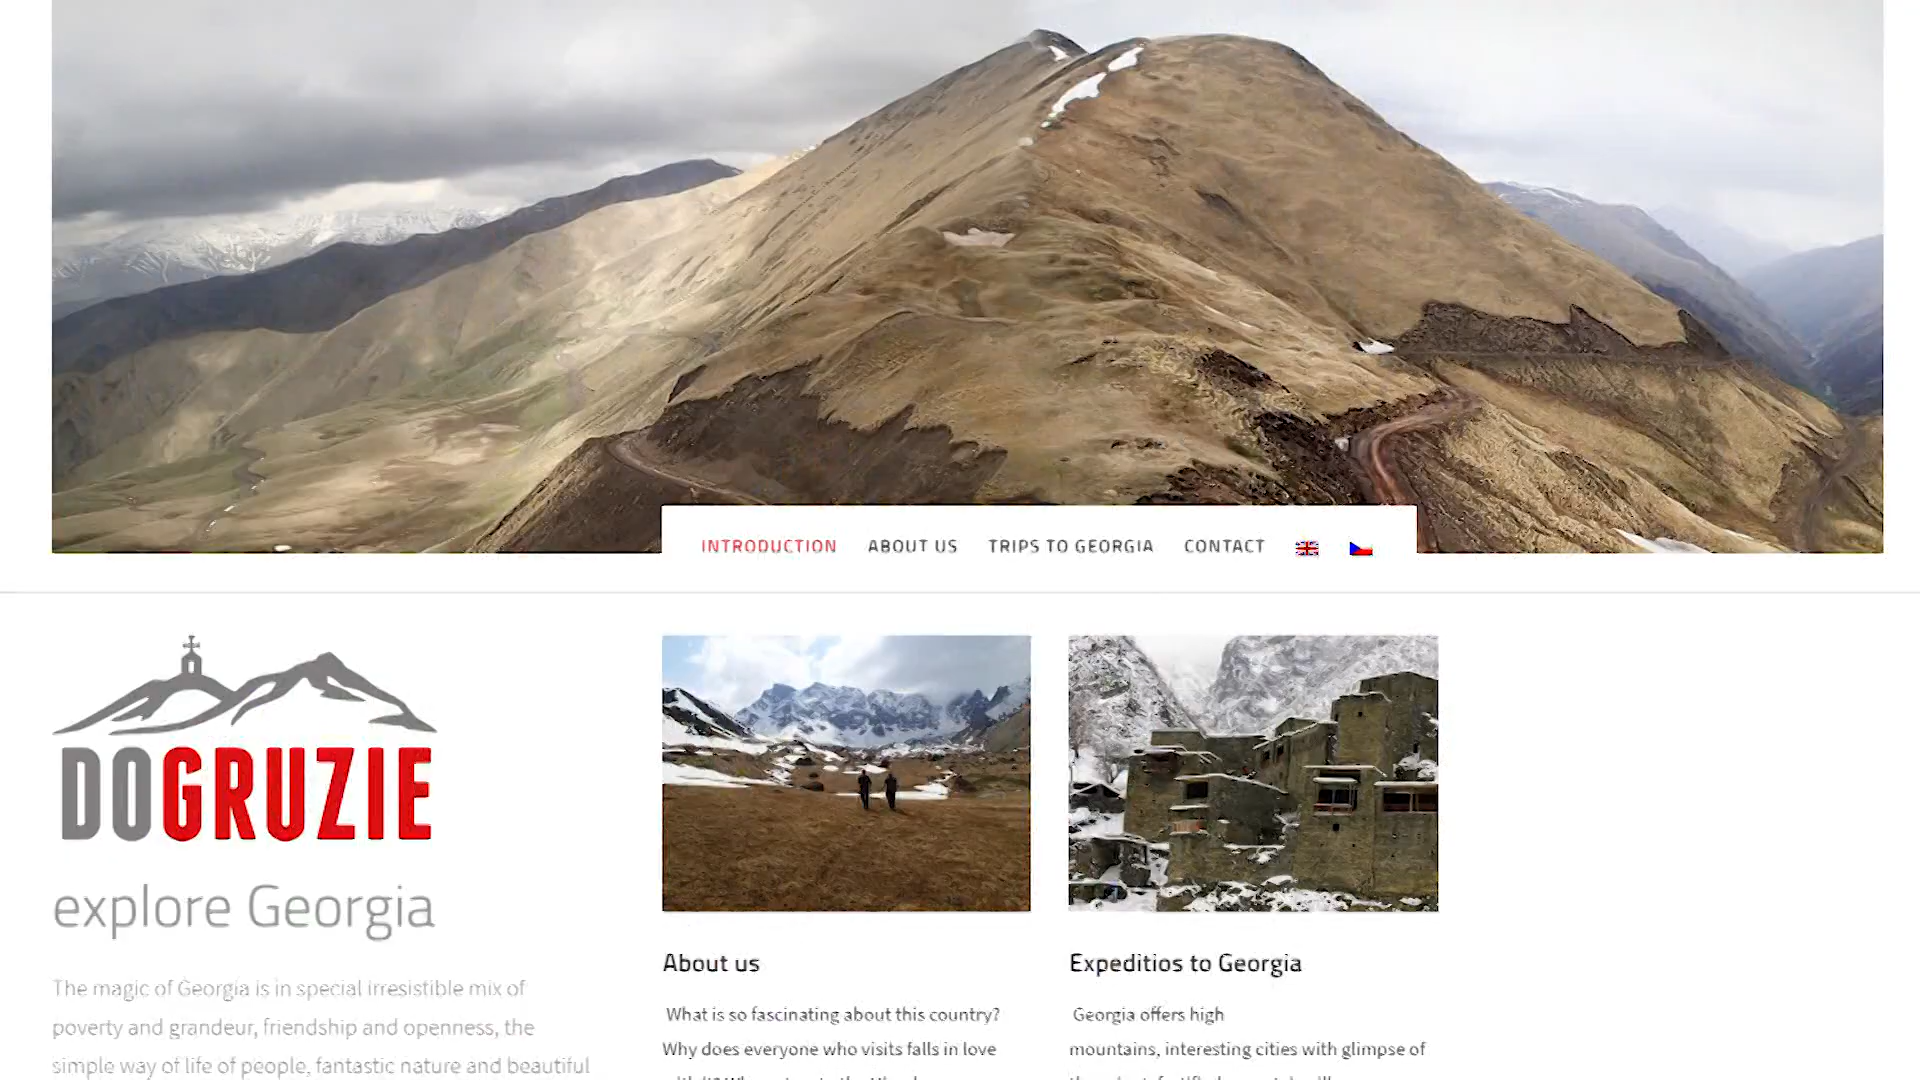 INTRODUCTION ABOUT US TRIPS TO GEORGIA CONTACT
DOGRUZIE
explore Georgia
The magic of Georgia is in special irresistible mix of
poverty and grandeur, friendship and openness, the
simple way of life of people, fantastic nature and beautiful
About us
What is so fascinating about this country?
Why does everyone who visits falls in love
Expeditios to Georgia
Georgia offers high
mountains, interesting cities with glimpse of